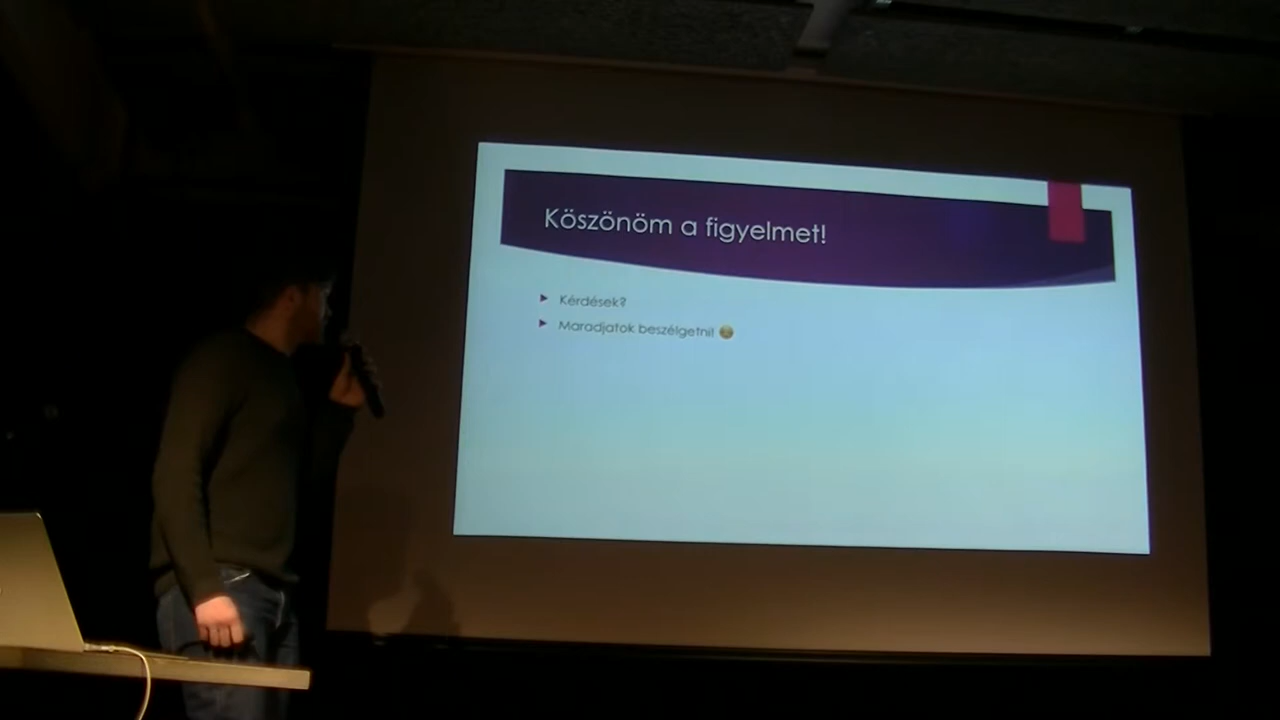 Köszönöm a figyelmet!
Kérdések?
Maradjatok beszélgetni! 😊